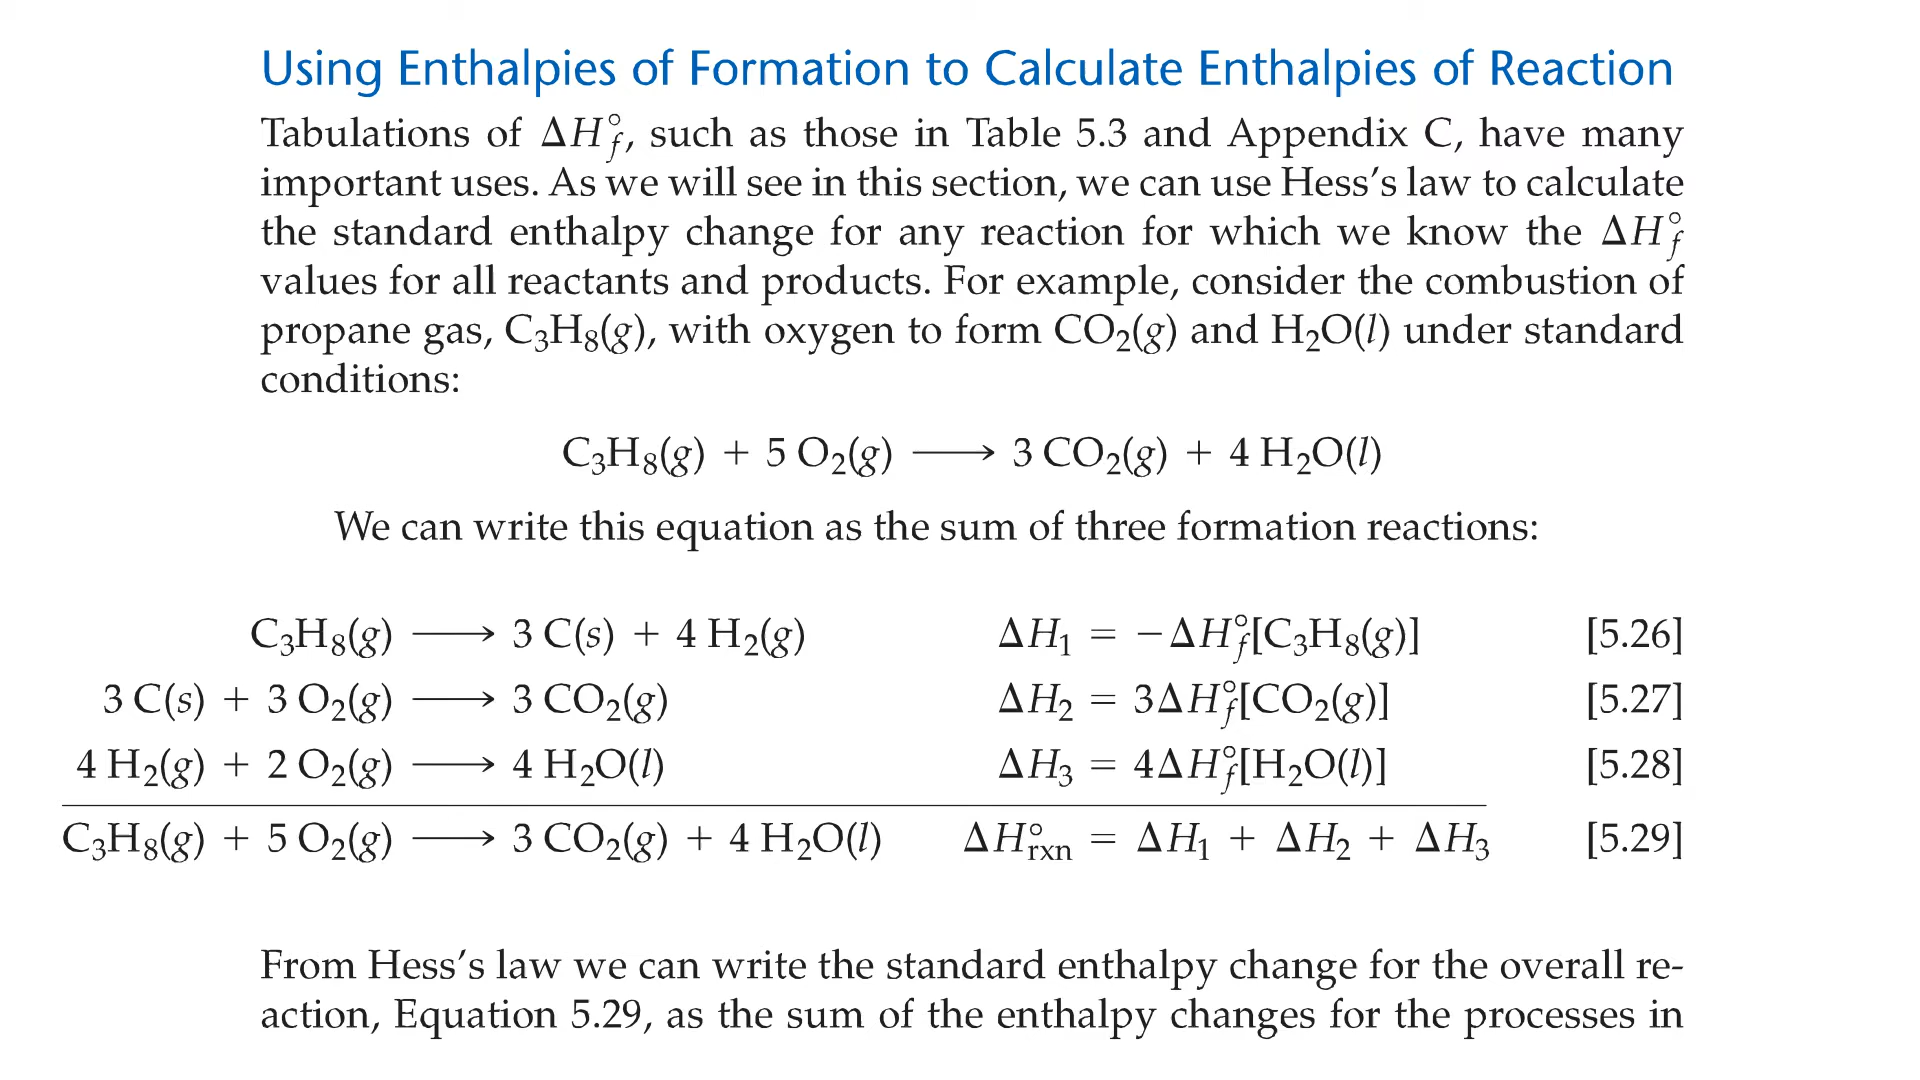 Using Enthalpies of Formation to Calculate Enthalpies of Reaction
Tabulations of ΔH°f, such as those in Table 5.3 and Appendix C, have many
important uses. As we will see in this section, we can use Hess’s law to calculate
the standard enthalpy change for any reaction for which we know the ΔH°f
values for all reactants and products. For example, consider the combustion of
propane gas, C₃H₈(g), with oxygen to form CO₂(g) and H₂O(l) under standard
conditions:
C₃H₈(g) + 5 O₂(g) ⟶ 3 CO₂(g) + 4 H₂O(l)
We can write this equation as the sum of three formation reactions:
C₃H₈(g) ⟶ 3 C(s) + 4 H₂(g) ΔH₁ = −ΔH°f[C₃H₈(g)] [5.26]
3 C(s) + 3 O₂(g) ⟶ 3 CO₂(g) ΔH₂ = 3ΔH°f[CO₂(g)] [5.27]
4 H₂(g) + 2 O₂(g) ⟶ 4 H₂O(l) ΔH₃ = 4ΔH°f[H₂O(l)] [5.28]
C₃H₈(g) + 5 O₂(g) ⟶ 3 CO₂(g) + 4 H₂O(l) ΔH°rxn = ΔH₁ + ΔH₂ + ΔH₃ [5.29]
From Hess’s law we can write the standard enthalpy change for the overall re-
action, Equation 5.29, as the sum of the enthalpy changes for the processes in